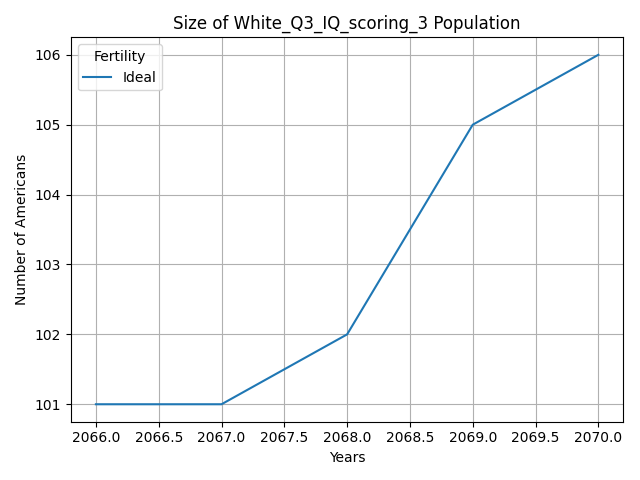 Size of White_Q3_IQ_scoring_3 Population
Fertility
Ideal
Number of Americans
106
105
104
103
102
101
2066.0 2066.5 2067.0 2067.5 2068.0 2068.5 2069.0 2069.5 2070.0
Years